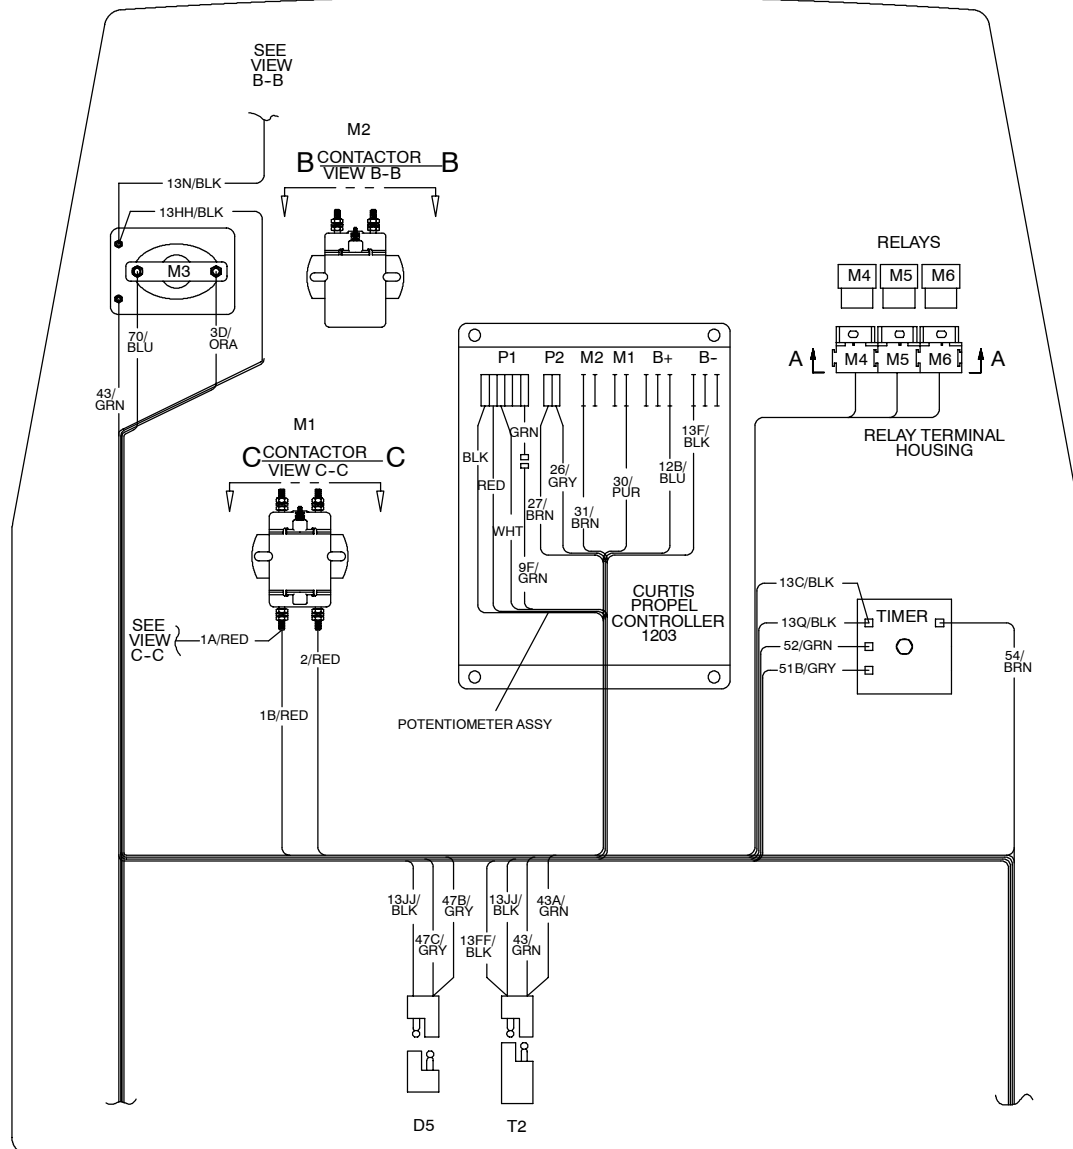 SEE
VIEW
B-B
M2
B CONTACTOR B
VIEW B-B
13N/BLK
13HH/BLK
M3
70/
BLU
3D/
ORA
43/
GRN
RELAYS
M4 M5 M6
A M4 M5 M6 A
RELAY TERMINAL
HOUSING
M1
C CONTACTOR C
VIEW C-C
P1 P2 M2 M1 B+ B-
BLK
RED
WHT
GRN
9F/
GRN
27/
BRN
26/
GRY
31/
BRN
30/
PUR
12B/
BLU
13F/
BLK
CURTIS
PROPEL
CONTROLLER
1203
POTENTIOMETER ASSY
SEE
VIEW
C-C
1A/RED
2/RED
1B/RED
13C/BLK
13Q/BLK
52/GRN
51B/GRY
TIMER
54/
BRN
13JJ/
BLK
47C/
GRY
47B/
GRY
13FF/
BLK
13JJ/
BLK
43/
GRN
43A/
GRN
D5
T2